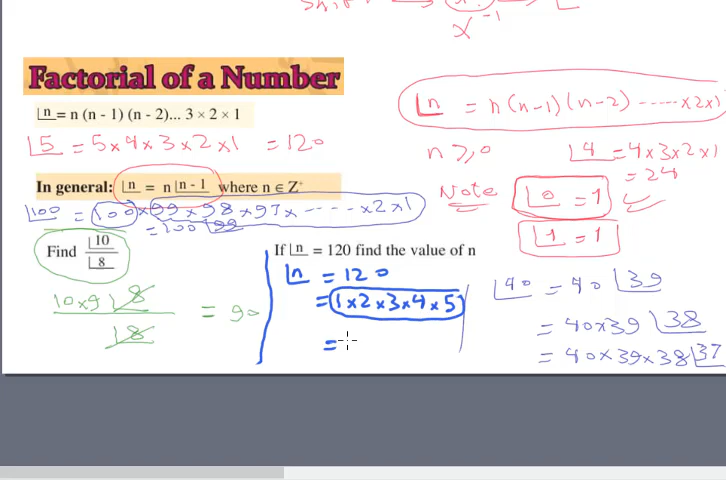 x⁻¹
Factorial of a Number
⌊n = n (n - 1) (n - 2)... 3 × 2 × 1
⌊n = n (n-1) (n-2) ----- ×2×1
⌊5 = 5×4×3×2×1 = 120
n ≥ 0
⌊4 = 4×3×2×1
= 24
In general: ⌊n = n ⌊n - 1 where n ∈ Z⁺
Note
⌊0 = 1
⌊1 = 1
⌊100 = 100×99×98×97×-----×2×1
= 100 ⌊99
Find ⌊10 / ⌊8
10×9 ⌊8 / ⌊8 = 90
If ⌊n = 120 find the value of n
⌊n = 120
= 1×2×3×4×5
=
⌊40 = 40 ⌊39
= 40×39 ⌊38
= 40×39×38 ⌊37